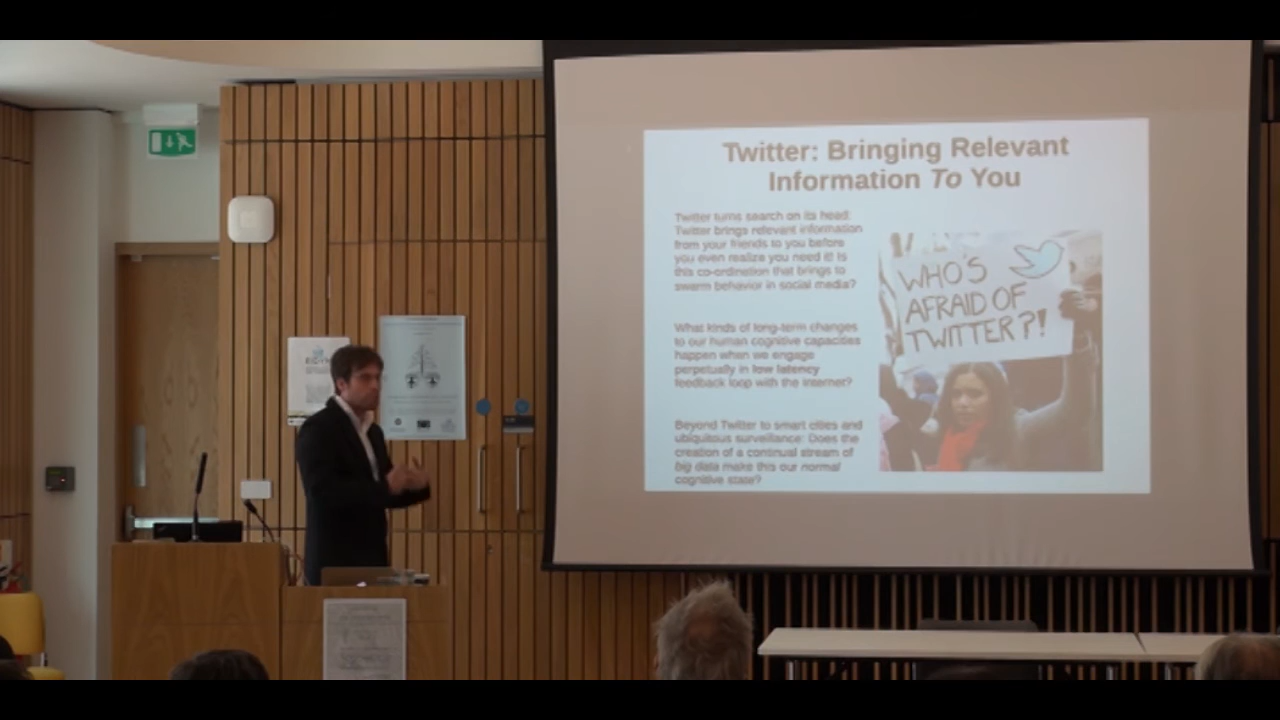 Twitter: Bringing Relevant
Information To You
Twitter turns search on its head:
Twitter brings relevant information
from your friends to you before
you even realize you need it! Is
this co-ordination that brings to
swarm behavior in social media?
What kinds of long-term changes
to our human cognitive capacities
happen when we engage
perpetually in low latency
feedback loop with the internet?
Beyond Twitter to smart cities and
ubiquitous surveillance: Does the
creation of a continual stream of
big data make this our normal
cognitive state?
WHO'S
AFRAID OF
TWITTER?!